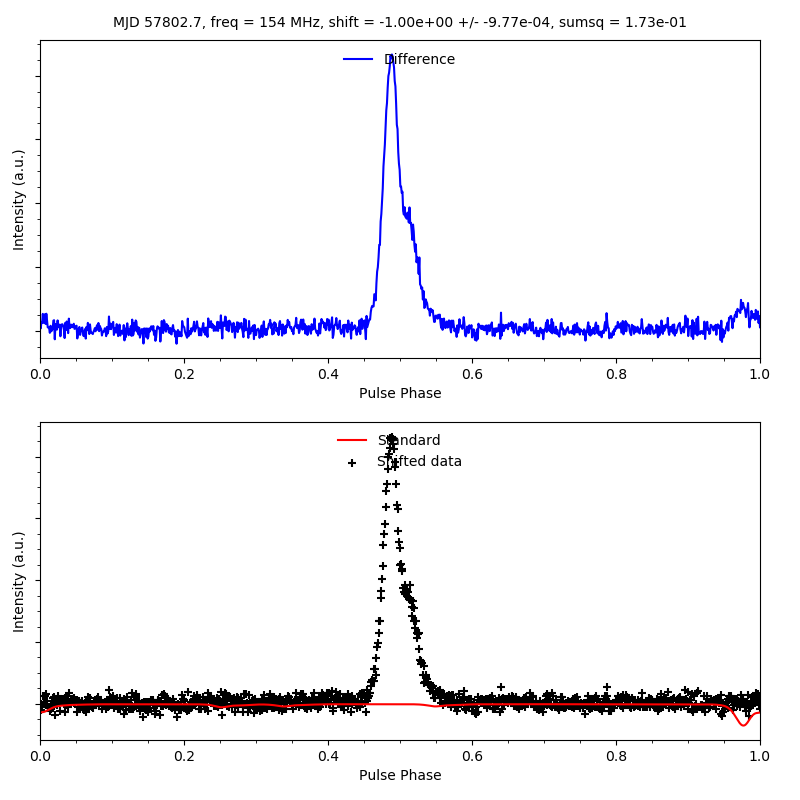 MJD 57802.7, freq = 154 MHz, shift = -1.00e+00 +/- -9.77e-04, sumsq = 1.73e-01
Difference
Intensity (a.u.)
0.0 0.2 0.4 0.6 0.8 1.0
Pulse Phase
Standard
Shifted data
Intensity (a.u.)
0.0 0.2 0.4 0.6 0.8 1.0
Pulse Phase